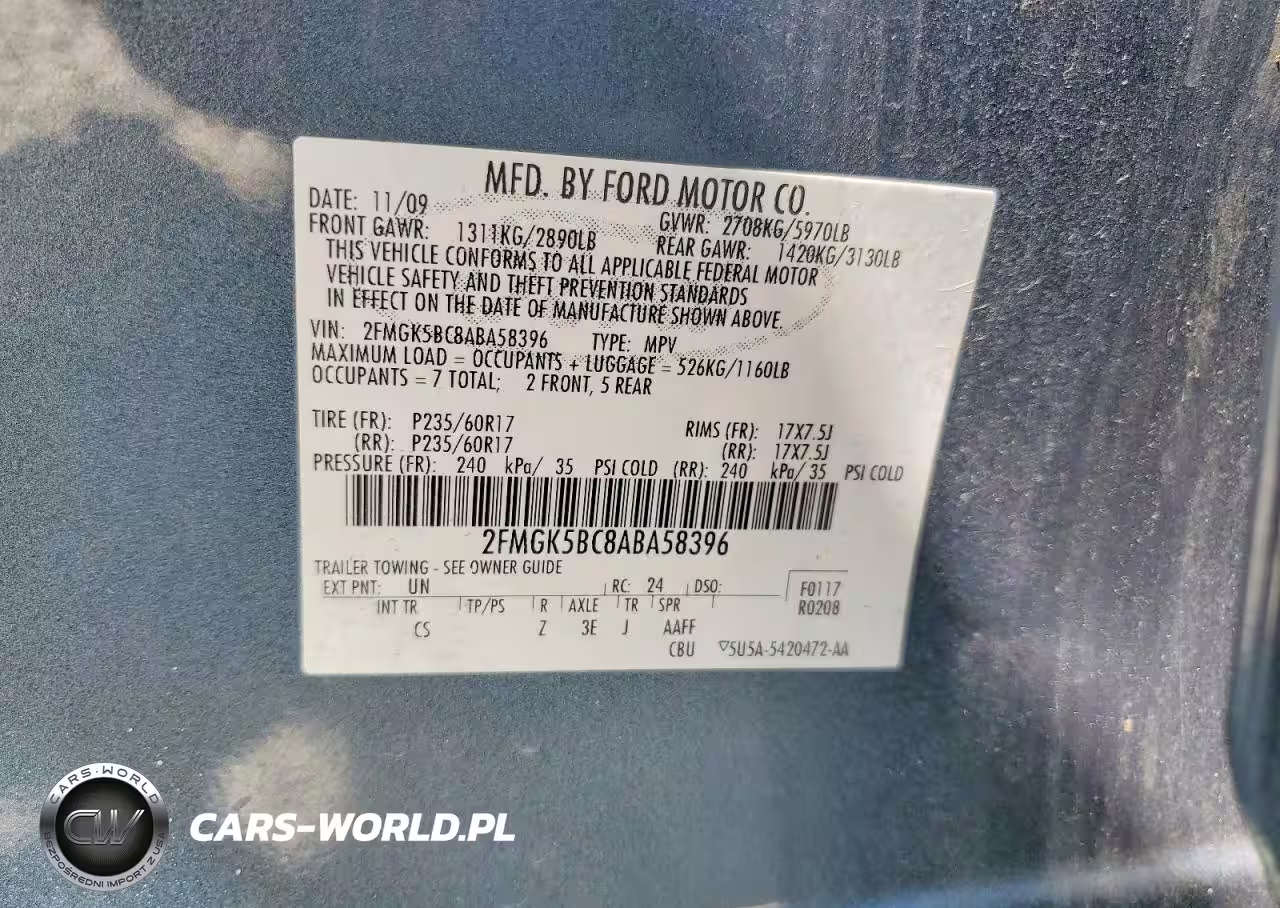 MFD. BY FORD MOTOR CO.
DATE: 11/09 GVWR: 2708KG/5970LB
FRONT GAWR: 1311KG/2890LB REAR GAWR: 1420KG/3130LB
THIS VEHICLE CONFORMS TO ALL APPLICABLE FEDERAL MOTOR
VEHICLE SAFETY AND THEFT PREVENTION STANDARDS
IN EFFECT ON THE DATE OF MANUFACTURE SHOWN ABOVE.
VIN: 2FMGK5BC8ABA58396 TYPE: MPV
MAXIMUM LOAD = OCCUPANTS + LUGGAGE = 526KG/1160LB
OCCUPANTS = 7 TOTAL; 2 FRONT, 5 REAR
TIRE (FR): P235/60R17 RIMS (FR): 17X7.5J
(RR): P235/60R17 (RR): 17X7.5J
PRESSURE (FR): 240 kPa/ 35 PSI COLD (RR): 240 kPa/ 35 PSI COLD
2FMGK5BC8ABA58396
TRAILER TOWING - SEE OWNER GUIDE
EXT PNT: UN RC: 24 DSO: F0117
INT TR TP/PS R AXLE TR SPR R0208
CS Z 3E J AAFF
CBU ▽5U5A-5420472-AA
CARS-WORLD
CW
BEZPOŚREDNI IMPORT Z USA
CARS-WORLD.PL